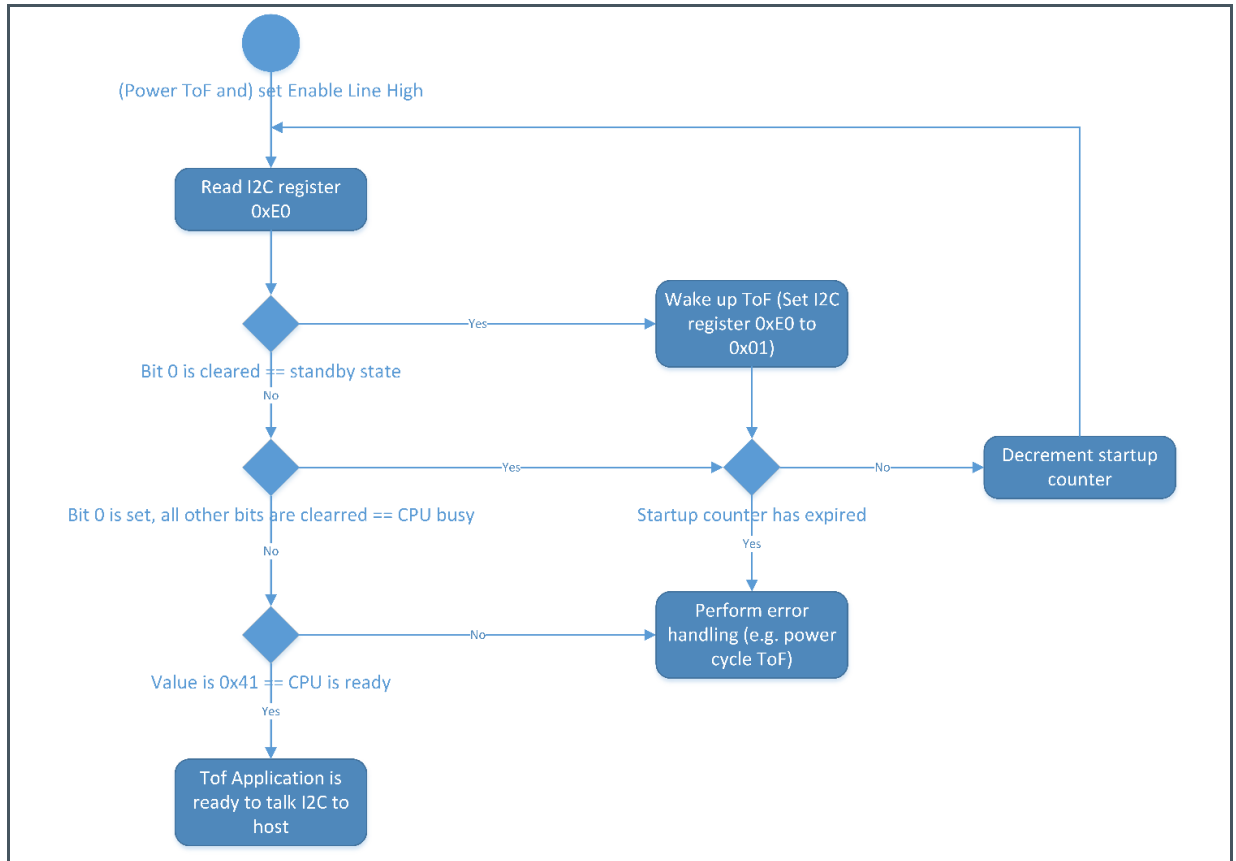 (Power ToF and) set Enable Line High
Read I2C register
0xE0
Yes
Wake up ToF (Set I2C
register 0xE0 to
0x01)
Bit 0 is cleared == standby state
No
Yes
No
Decrement startup
counter
Bit 0 is set, all other bits are clearred == CPU busy
Startup counter has expired
No
Yes
No
Perform error
handling (e.g. power
cycle ToF)
Value is 0x41 == CPU is ready
Yes
Tof Application is
ready to talk I2C to
host